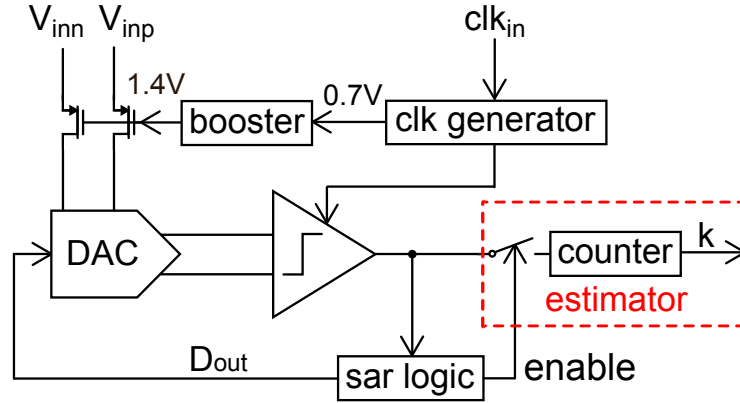 Vinn
Vinp
clkin
1.4V
0.7V
booster
clk generator
DAC
counter
k
estimator
Dout
sar logic
enable